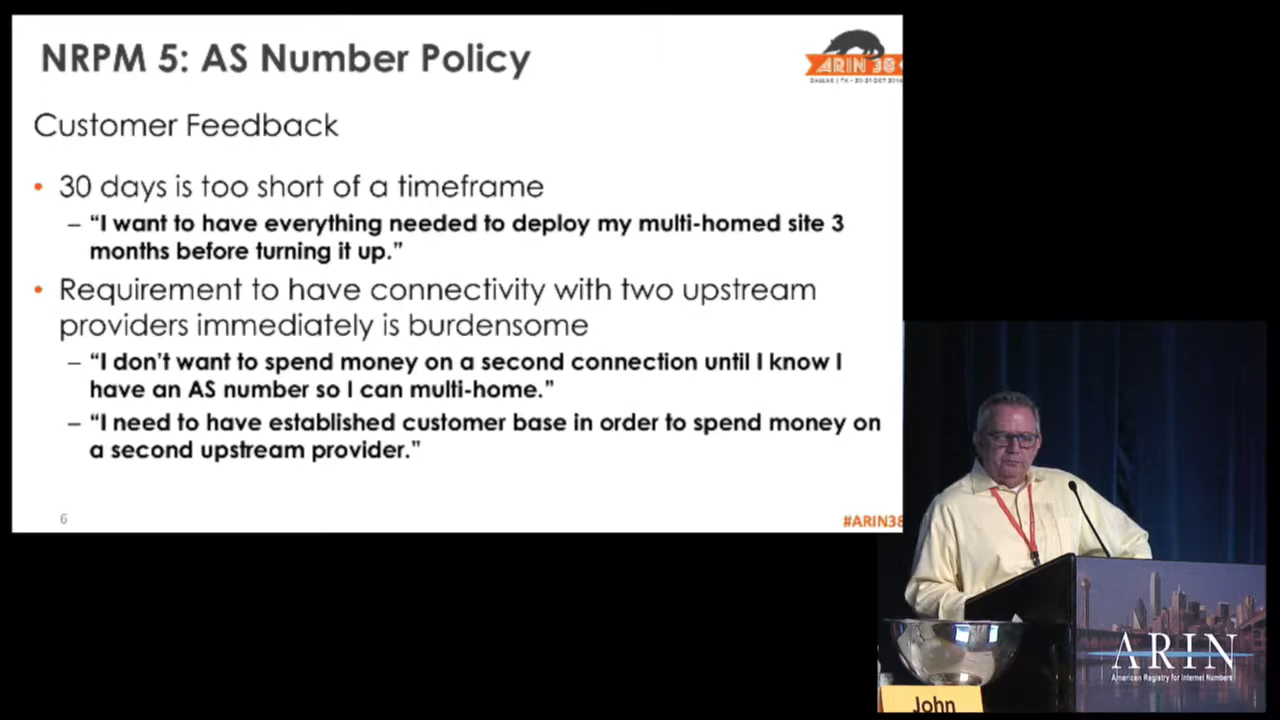 NRPM 5: AS Number Policy
ARIN 38
Customer Feedback
• 30 days is too short of a timeframe
– “I want to have everything needed to deploy my multi-homed site 3
months before turning it up.”
• Requirement to have connectivity with two upstream
providers immediately is burdensome
– “I don't want to spend money on a second connection until I know I
have an AS number so I can multi-home.”
– “I need to have established customer base in order to spend money on
a second upstream provider.”
6
#ARIN38
ARIN
American Registry for Internet Numbers
John